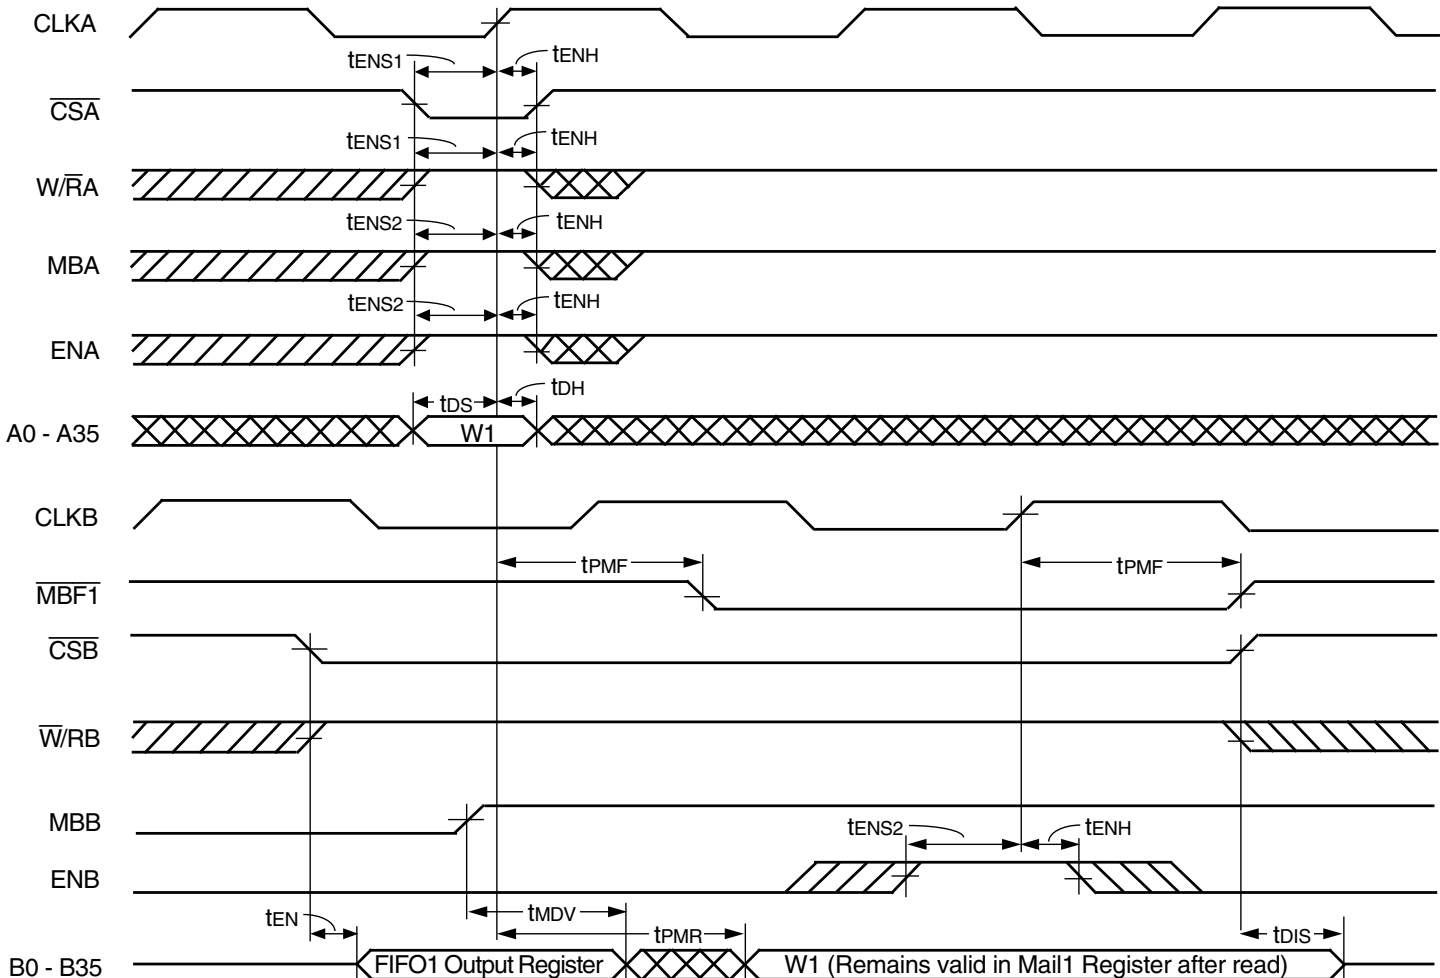 CLKA
tENS1 tENH
CSA
tENS1 tENH
W/RA
tENS2 tENH
MBA
tENS2 tENH
ENA
tDS tDH
A0 - A35 W1
CLKB
tPMF tPMF
MBF1
CSB
W/RB
MBB
tENS2 tENH
ENB
tEN tMDV tPMR tDIS
B0 - B35 FIFO1 Output Register W1 (Remains valid in Mail1 Register after read)